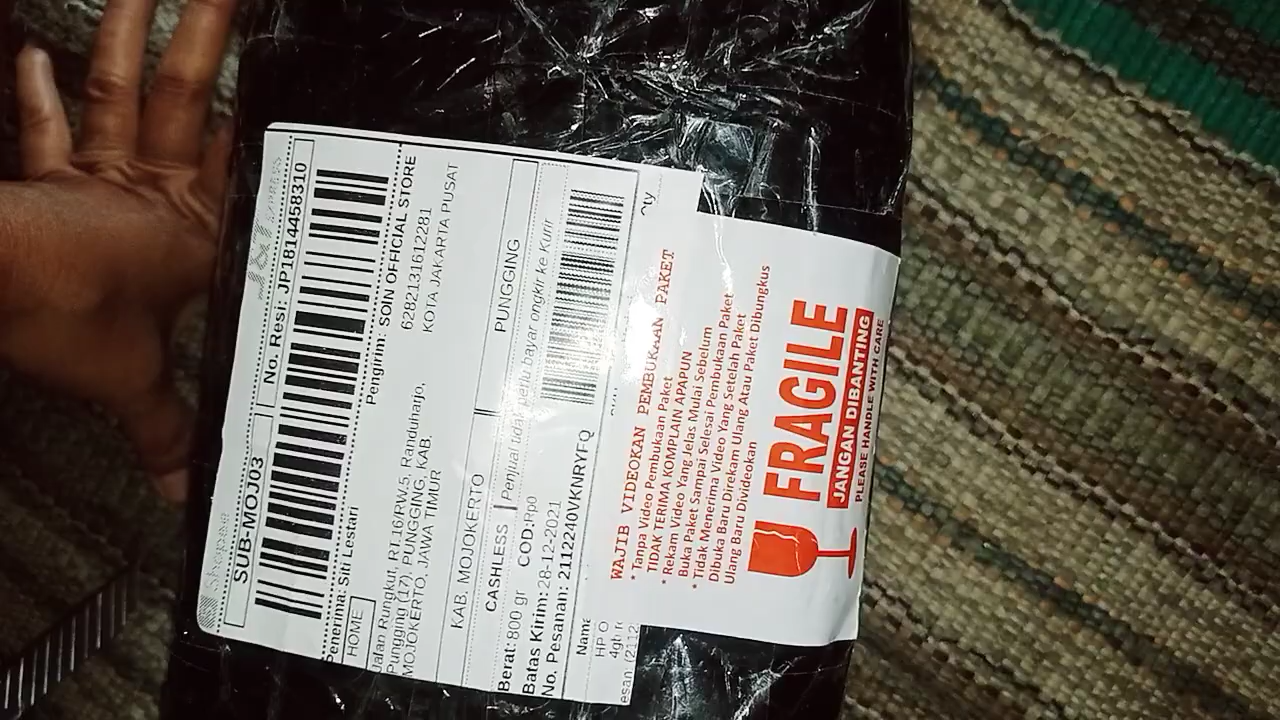 SUB-MOJ03
No. Resi: JP1814458310
Penerima: Siti Lestari
HOME
Jalan Rungkut, RT.16/RW.5, Randuharjo,
Pungging (17), PUNGGING, KAB.
MOJOKERTO, JAWA TIMUR
Pengirim: SOIN OFFICIAL STORE
6282131612281
KOTA JAKARTA PUSAT
KAB. MOJOKERTO
PUNGGING
CASHLESS
Penjual tidak perlu bayar ongkir ke Kurir
Berat: 800 gr
COD: Rp0
Batas Kirim: 28-12-2021
No. Pesanan: 2112240VKNRYFQ
Nama
Qty
HP O
WAJIB VIDEOKAN PEMBUKAAN PAKET
* Tanpa Video Pembukaan Paket
TIDAK TERIMA KOMPLAIN APAPUN
* Rekam Video Yang Jelas Mulai Sebelum
Buka Paket Sampai Selesai Pembukaan Paket
* Tidak Menerima Video Yang Setelah Paket
Dibuka Baru Direkam Ulang Atau Paket Dibungkus
Ulang Baru Divideokan
FRAGILE
JANGAN DIBANTING
PLEASE HANDLE WITH CARE